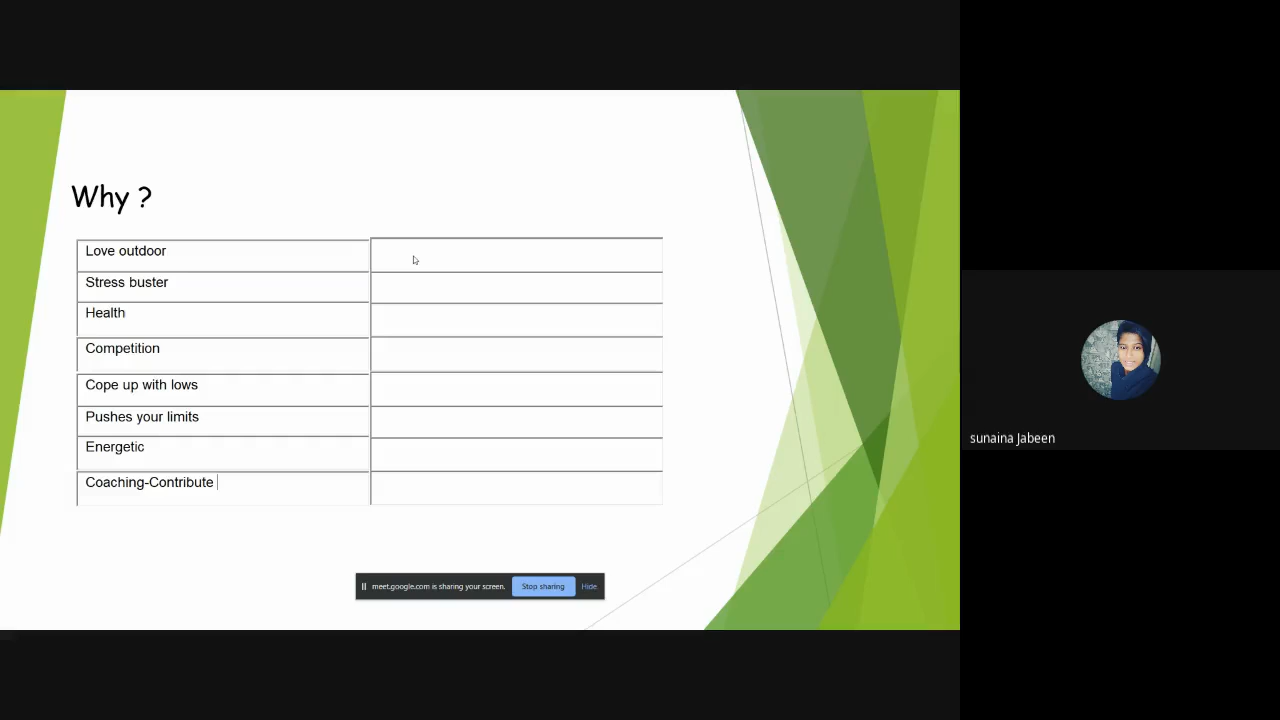 Why ?
Love outdoor
Stress buster
Health
Competition
Cope up with lows
Pushes your limits
Energetic
Coaching-Contribute
meet.google.com is sharing your screen. Stop sharing Hide
sunaina Jabeen